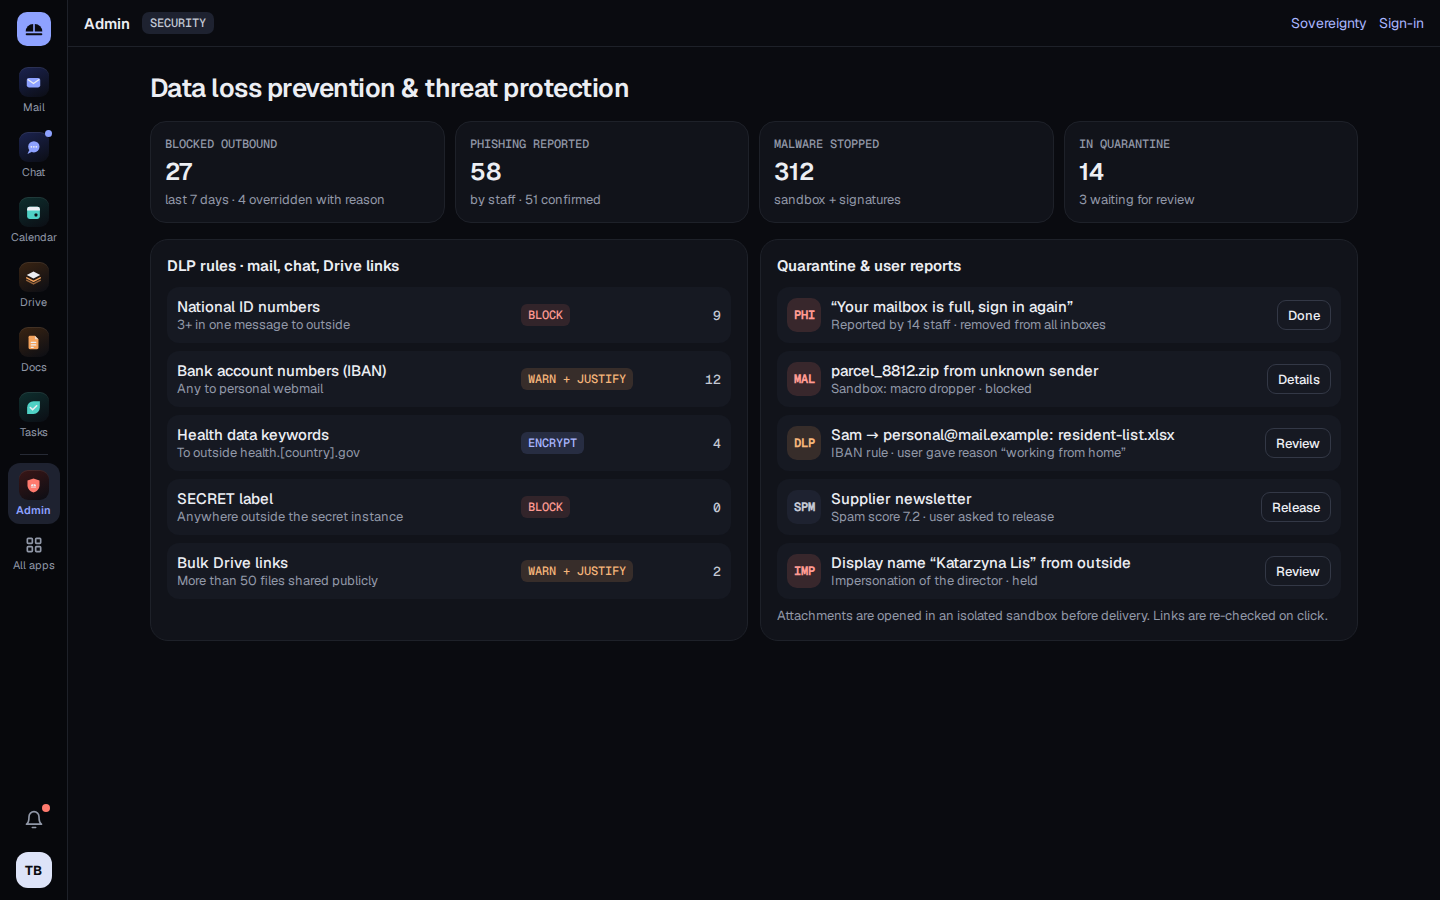 Admin
SECURITY
Sovereignty
Sign-in
Mail
Chat
Calendar
Drive
Docs
Tasks
Admin
All apps
TB
Data loss prevention & threat protection
BLOCKED OUTBOUND
27
last 7 days · 4 overridden with reason
PHISHING REPORTED
58
by staff · 51 confirmed
MALWARE STOPPED
312
sandbox + signatures
IN QUARANTINE
14
3 waiting for review
DLP rules · mail, chat, Drive links
National ID numbers
3+ in one message to outside
BLOCK
9
Bank account numbers (IBAN)
Any to personal webmail
WARN + JUSTIFY
12
Health data keywords
To outside health.[country].gov
ENCRYPT
4
SECRET label
Anywhere outside the secret instance
BLOCK
0
Bulk Drive links
More than 50 files shared publicly
WARN + JUSTIFY
2
Quarantine & user reports
PHI
“Your mailbox is full, sign in again”
Reported by 14 staff · removed from all inboxes
Done
MAL
parcel_8812.zip from unknown sender
Sandbox: macro dropper · blocked
Details
DLP
Sam → personal@mail.example: resident-list.xlsx
IBAN rule · user gave reason “working from home”
Review
SPM
Supplier newsletter
Spam score 7.2 · user asked to release
Release
IMP
Display name “Katarzyna Lis” from outside
Impersonation of the director · held
Review
Attachments are opened in an isolated sandbox before delivery. Links are re-checked on click.